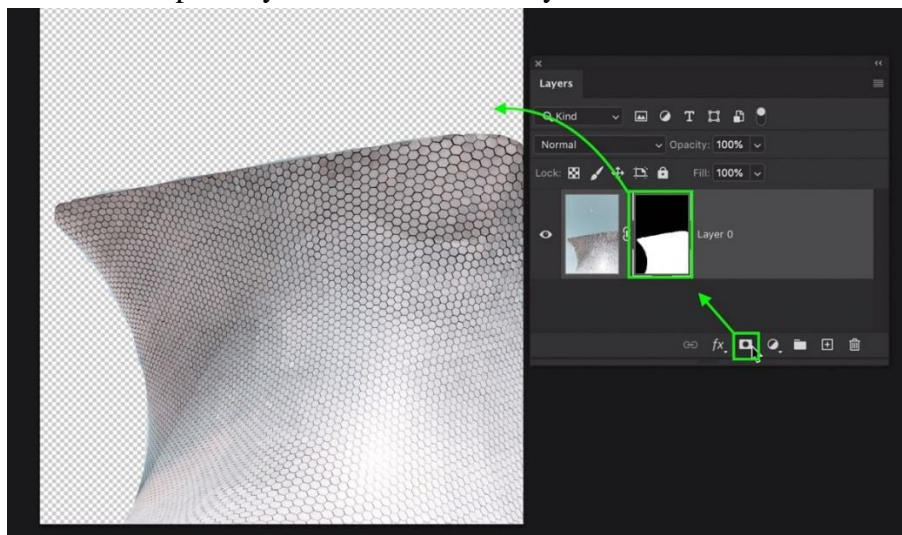 Layers
Kind
T
Normal Opacity: 100%
Lock: Fill: 100%
Layer 0
fx